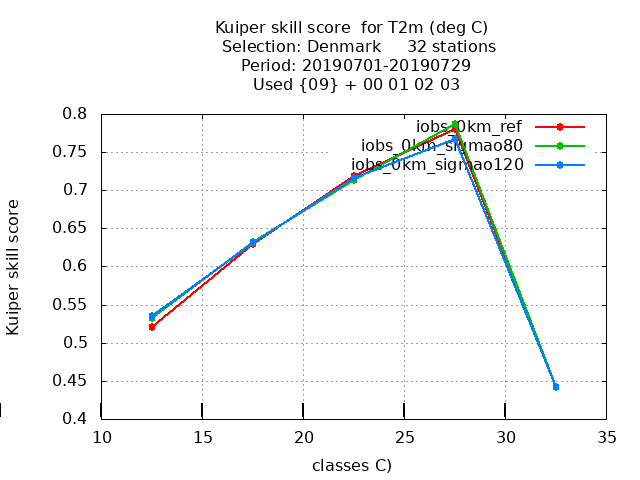 Kuiper skill score  for T2m (deg C)
Selection: Denmark     32 stations
Period: 20190701-20190729
Used {09} + 00 01 02 03
iobs_0km_ref
iobs_0km_sigmao80
iobs_0km_sigmao120
Kuiper skill score
0.8
0.75
0.7
0.65
0.6
0.55
0.5
0.45
0.4
10 15 20 25 30 35
classes C)